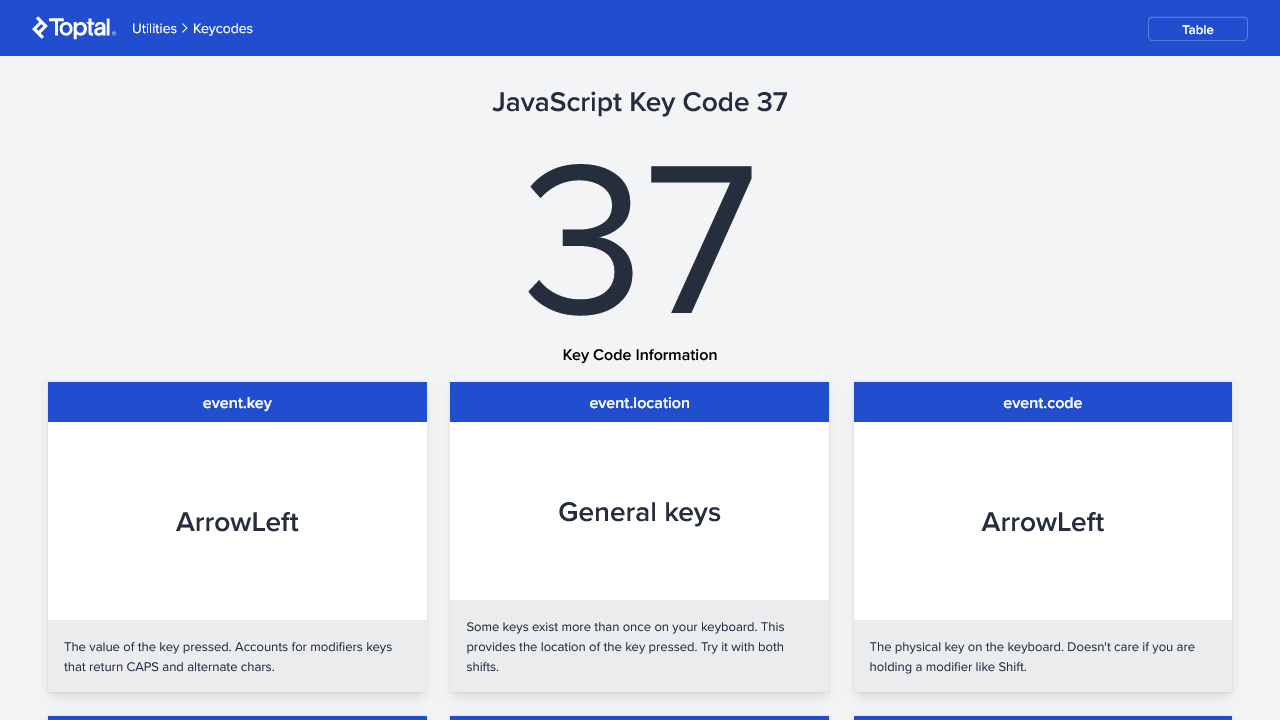 Toptal®
Utilities > Keycodes
Table
JavaScript Key Code 37
37
Key Code Information
event.key
ArrowLeft
The value of the key pressed. Accounts for modifiers keys
that return CAPS and alternate chars.
event.location
General keys
Some keys exist more than once on your keyboard. This
provides the location of the key pressed. Try it with both
shifts.
event.code
ArrowLeft
The physical key on the keyboard. Doesn't care if you are
holding a modifier like Shift.